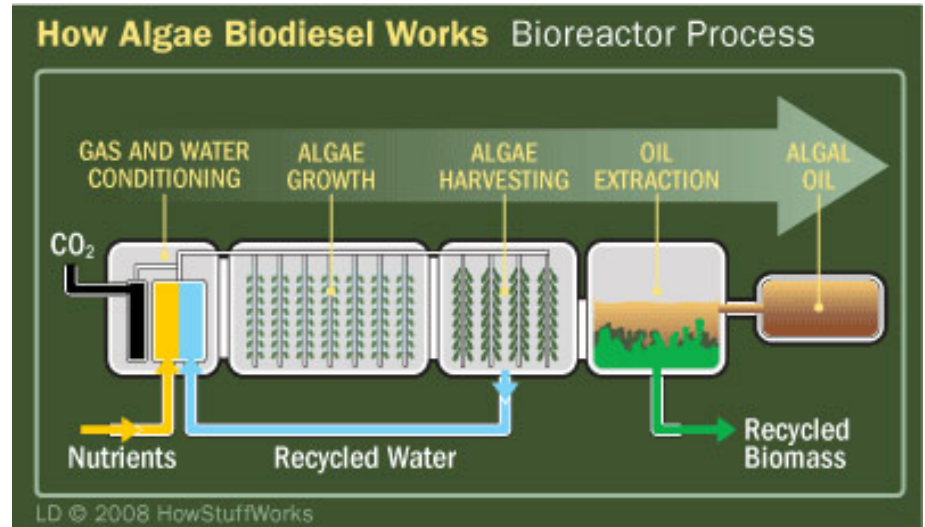 How Algae Biodiesel Works Bioreactor Process
GAS AND WATER
CONDITIONING
ALGAE
GROWTH
ALGAE
HARVESTING
OIL
EXTRACTION
ALGAL
OIL
CO₂
Nutrients
Recycled Water
Recycled
Biomass
LD © 2008 HowStuffWorks